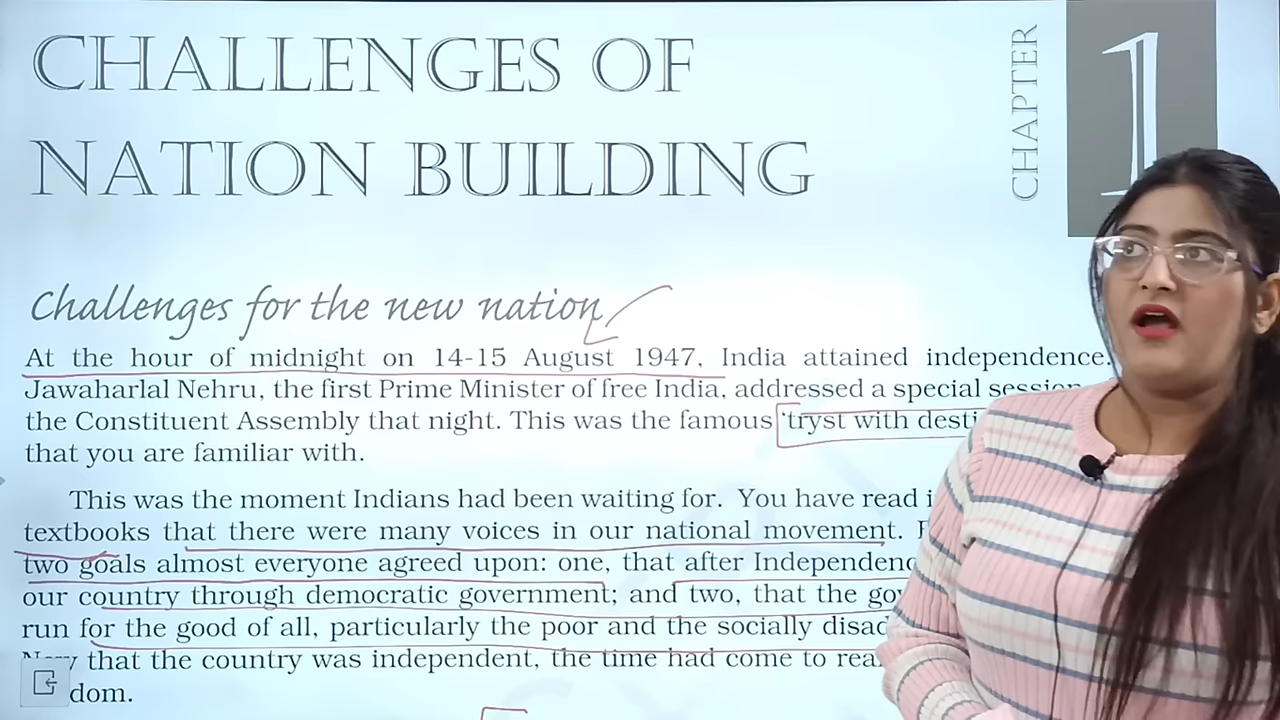 CHALLENGES OF
NATION BUILDING
CHAPTER
1
Challenges for the new nation
At the hour of midnight on 14-15 August 1947, India attained independence.
Jawaharlal Nehru, the first Prime Minister of free India, addressed a special session
the Constituent Assembly that night. This was the famous 'tryst with
that you are familiar with.
This was the moment Indians had been waiting for. You have read
textbooks that there were many voices in our national movement.
two goals almost everyone agreed upon: one, that after
our country through democratic government; and two, that the
run for the good of all, particularly the poor and the socially
that the country was independent, the time had come to